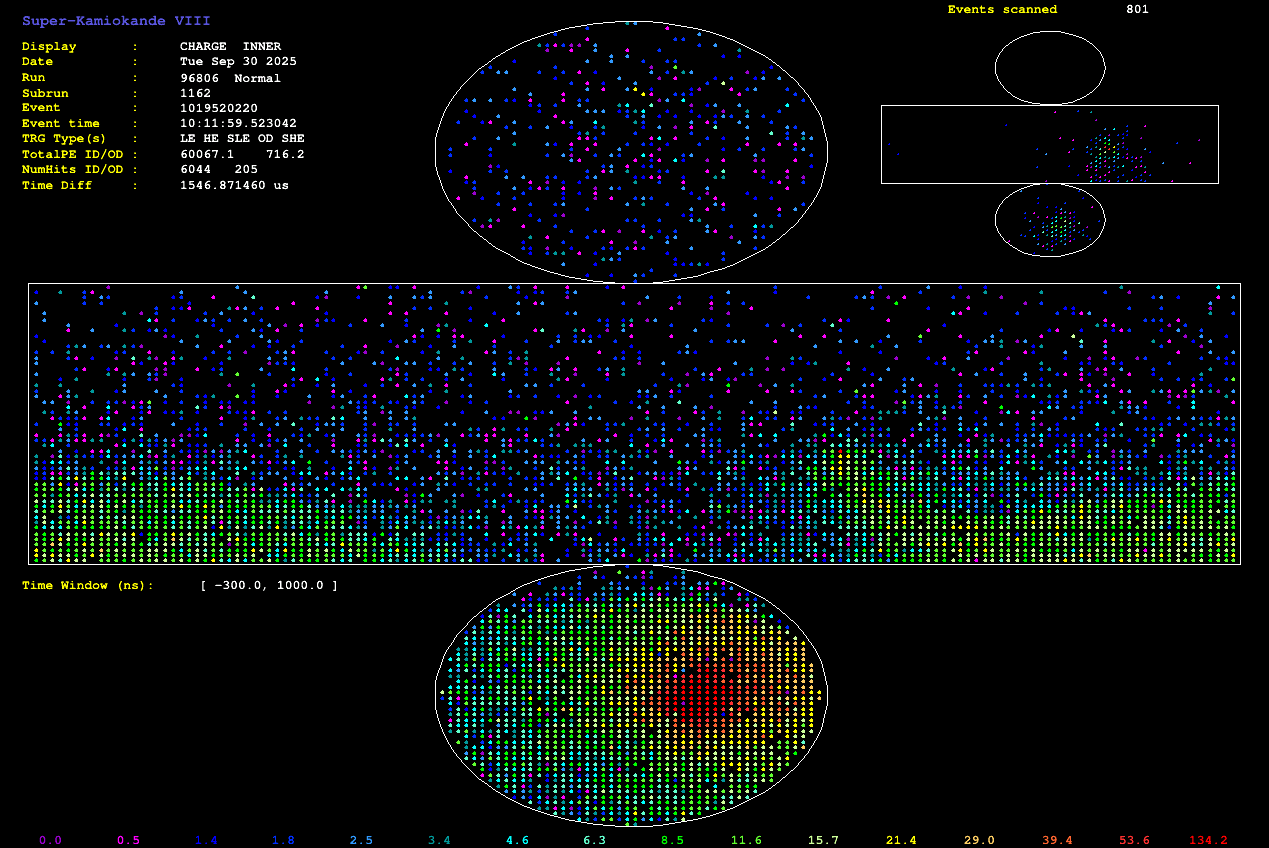 Super-Kamiokande VIII
Events scanned 801
Display : CHARGE INNER
Date : Tue Sep 30 2025
Run : 96806 Normal
Subrun : 1162
Event : 1019520220
Event time : 10:11:59.523042
TRG Type(s) : LE HE SLE OD SHE
TotalPE ID/OD : 60067.1 716.2
NumHits ID/OD : 6044 205
Time Diff : 1546.871460 us
Time Window (ns): [ -300.0, 1000.0 ]
0.0 0.5 1.4 1.8 2.5 3.4 4.6 6.3 8.5 11.6 15.7 21.4 29.0 39.4 53.6 134.2